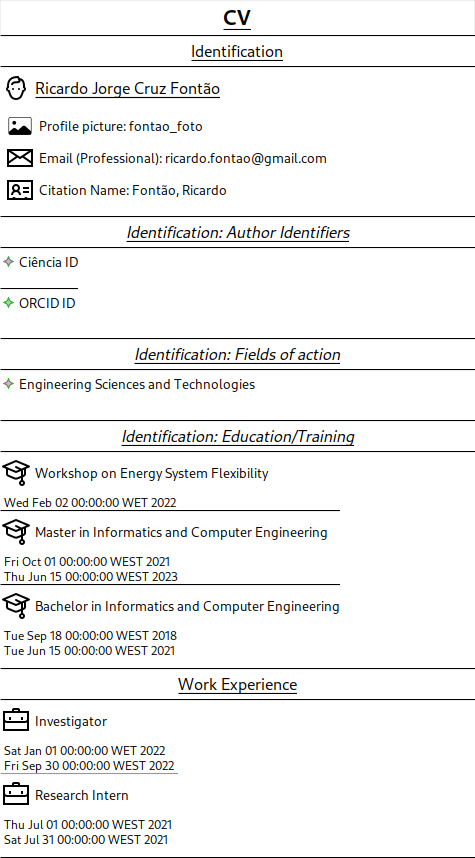 CV
Identification
Ricardo Jorge Cruz Fontão
Profile picture: fontao_foto
Email (Professional): ricardo.fontao@gmail.com
Citation Name: Fontão, Ricardo
Identification: Author Identifiers
Ciência ID
ORCID ID
Identification: Fields of action
Engineering Sciences and Technologies
Identification: Education/Training
Workshop on Energy System Flexibility
Wed Feb 02 00:00:00 WET 2022
Master in Informatics and Computer Engineering
Fri Oct 01 00:00:00 WEST 2021
Thu Jun 15 00:00:00 WEST 2023
Bachelor in Informatics and Computer Engineering
Tue Sep 18 00:00:00 WEST 2018
Tue Jun 15 00:00:00 WEST 2021
Work Experience
Investigator
Sat Jan 01 00:00:00 WET 2022
Fri Sep 30 00:00:00 WEST 2022
Research Intern
Thu Jul 01 00:00:00 WEST 2021
Sat Jul 31 00:00:00 WEST 2021